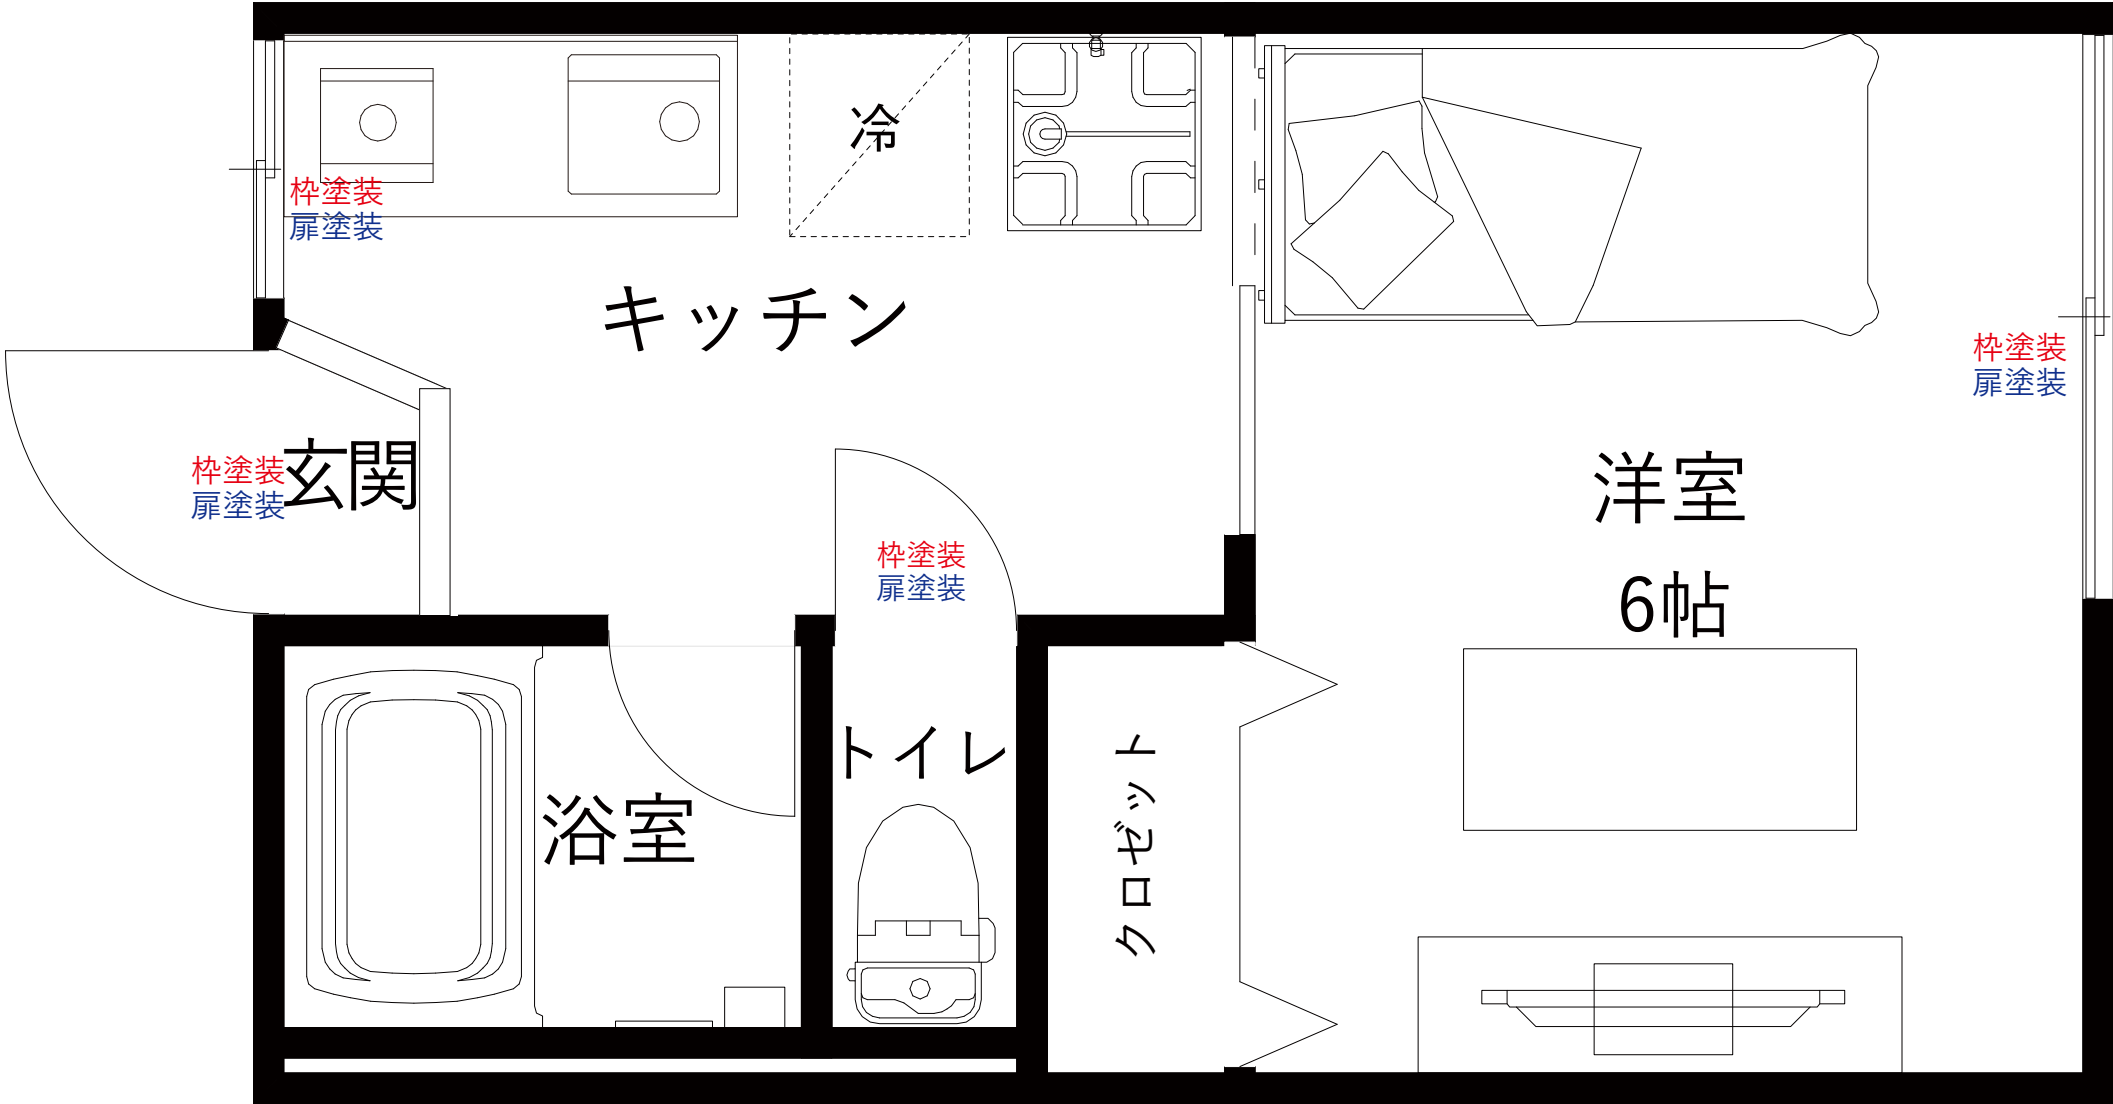 冷
枠塗装
扉塗装
キッチン
枠塗装
扉塗装
枠塗装
扉塗装
玄関
洋室
6帖
枠塗装
扉塗装
トイレ
浴室
クロゼット